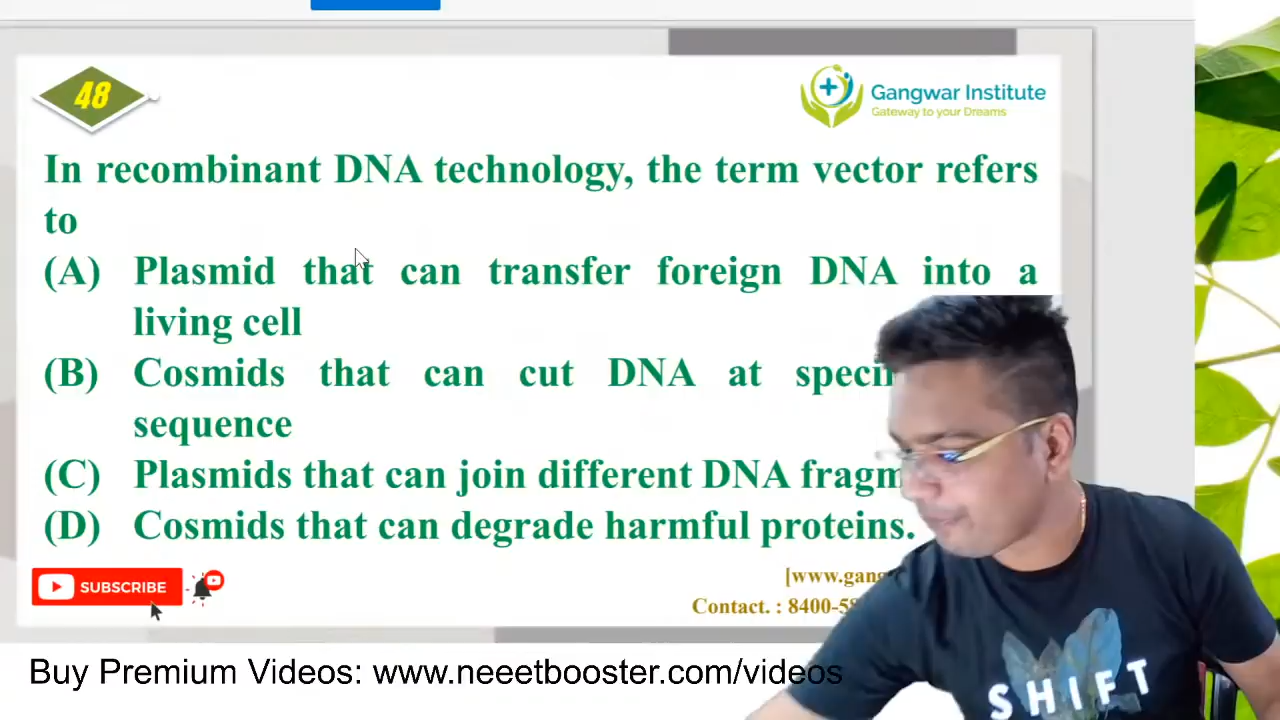 48
Gangwar Institute
Gateway to your Dreams
In recombinant DNA technology, the term vector refers
to
(A) Plasmid that can transfer foreign DNA into a
living cell
(B) Cosmids that can cut DNA at
sequence
(C) Plasmids that can join different DNA
(D) Cosmids that can degrade harmful proteins.
SUBSCRIBE
Contact. :
Buy Premium Videos: www.neeetbooster.com/videos
SHIFT